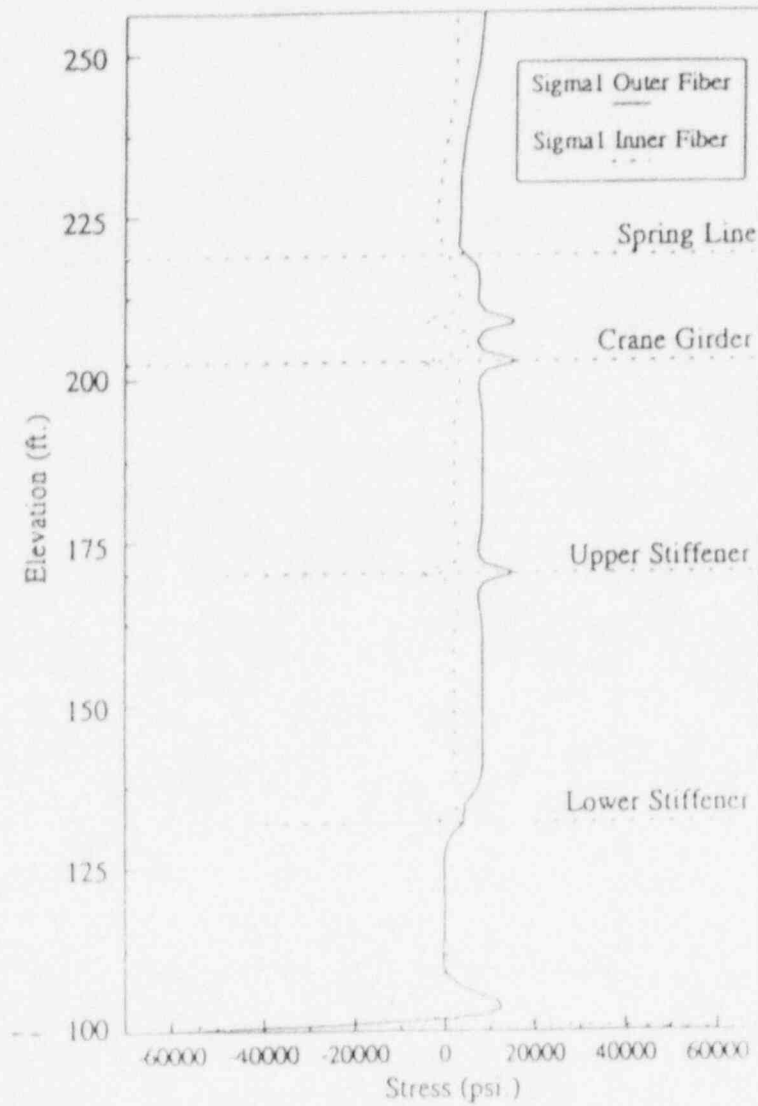 250
Sigma1 Outer Fiber
Sigma1 Inner Fiber
225
Spring Line
Crane Girder
200
Elevation (ft.)
175
Upper Stiffener
150
Lower Stiffener
125
100
-60000 -40000 -20000 0 20000 40000 60000
Stress (psi.)